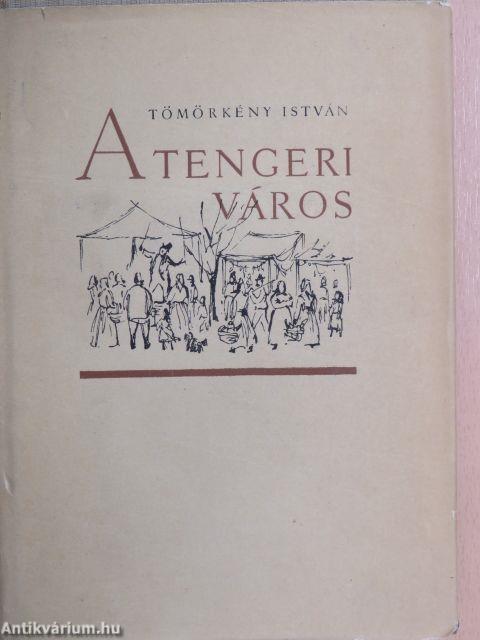 TÖMÖRKÉNY ISTVÁN
A TENGERI
VÁROS
Antikvárium.hu